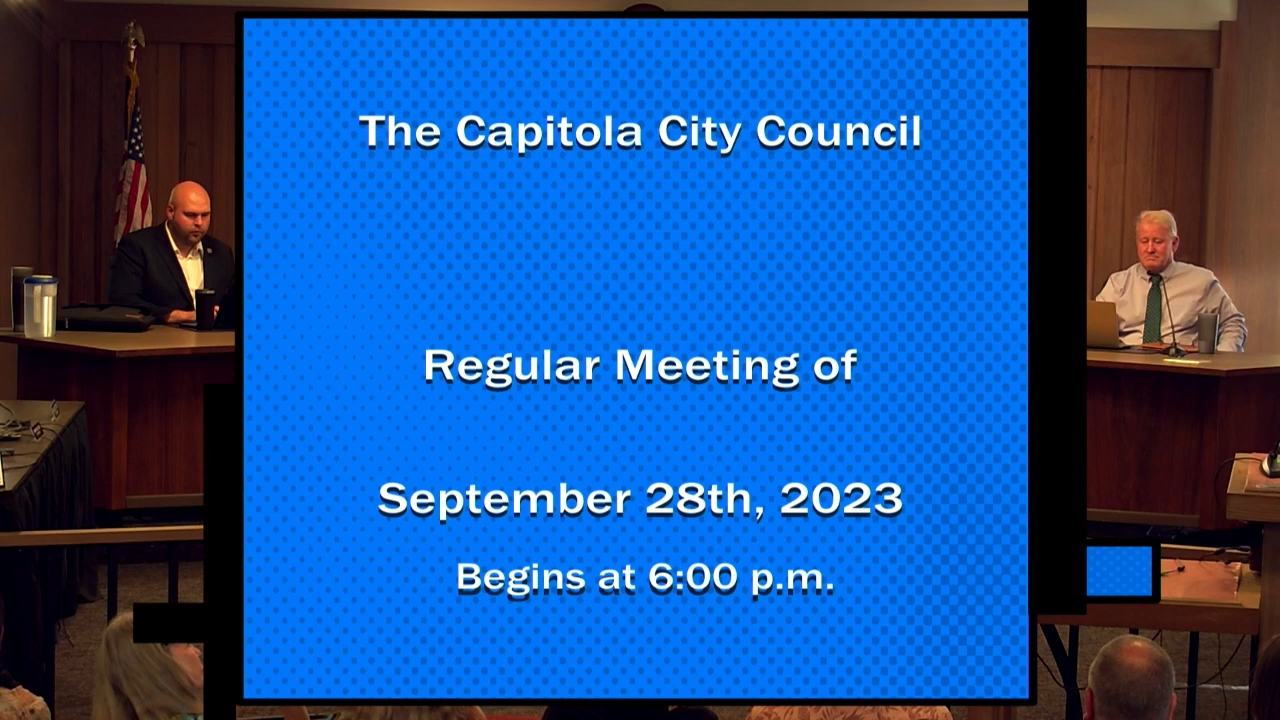 The Capitola City Council
Regular Meeting of
September 28th, 2023
Begins at 6:00 p.m.